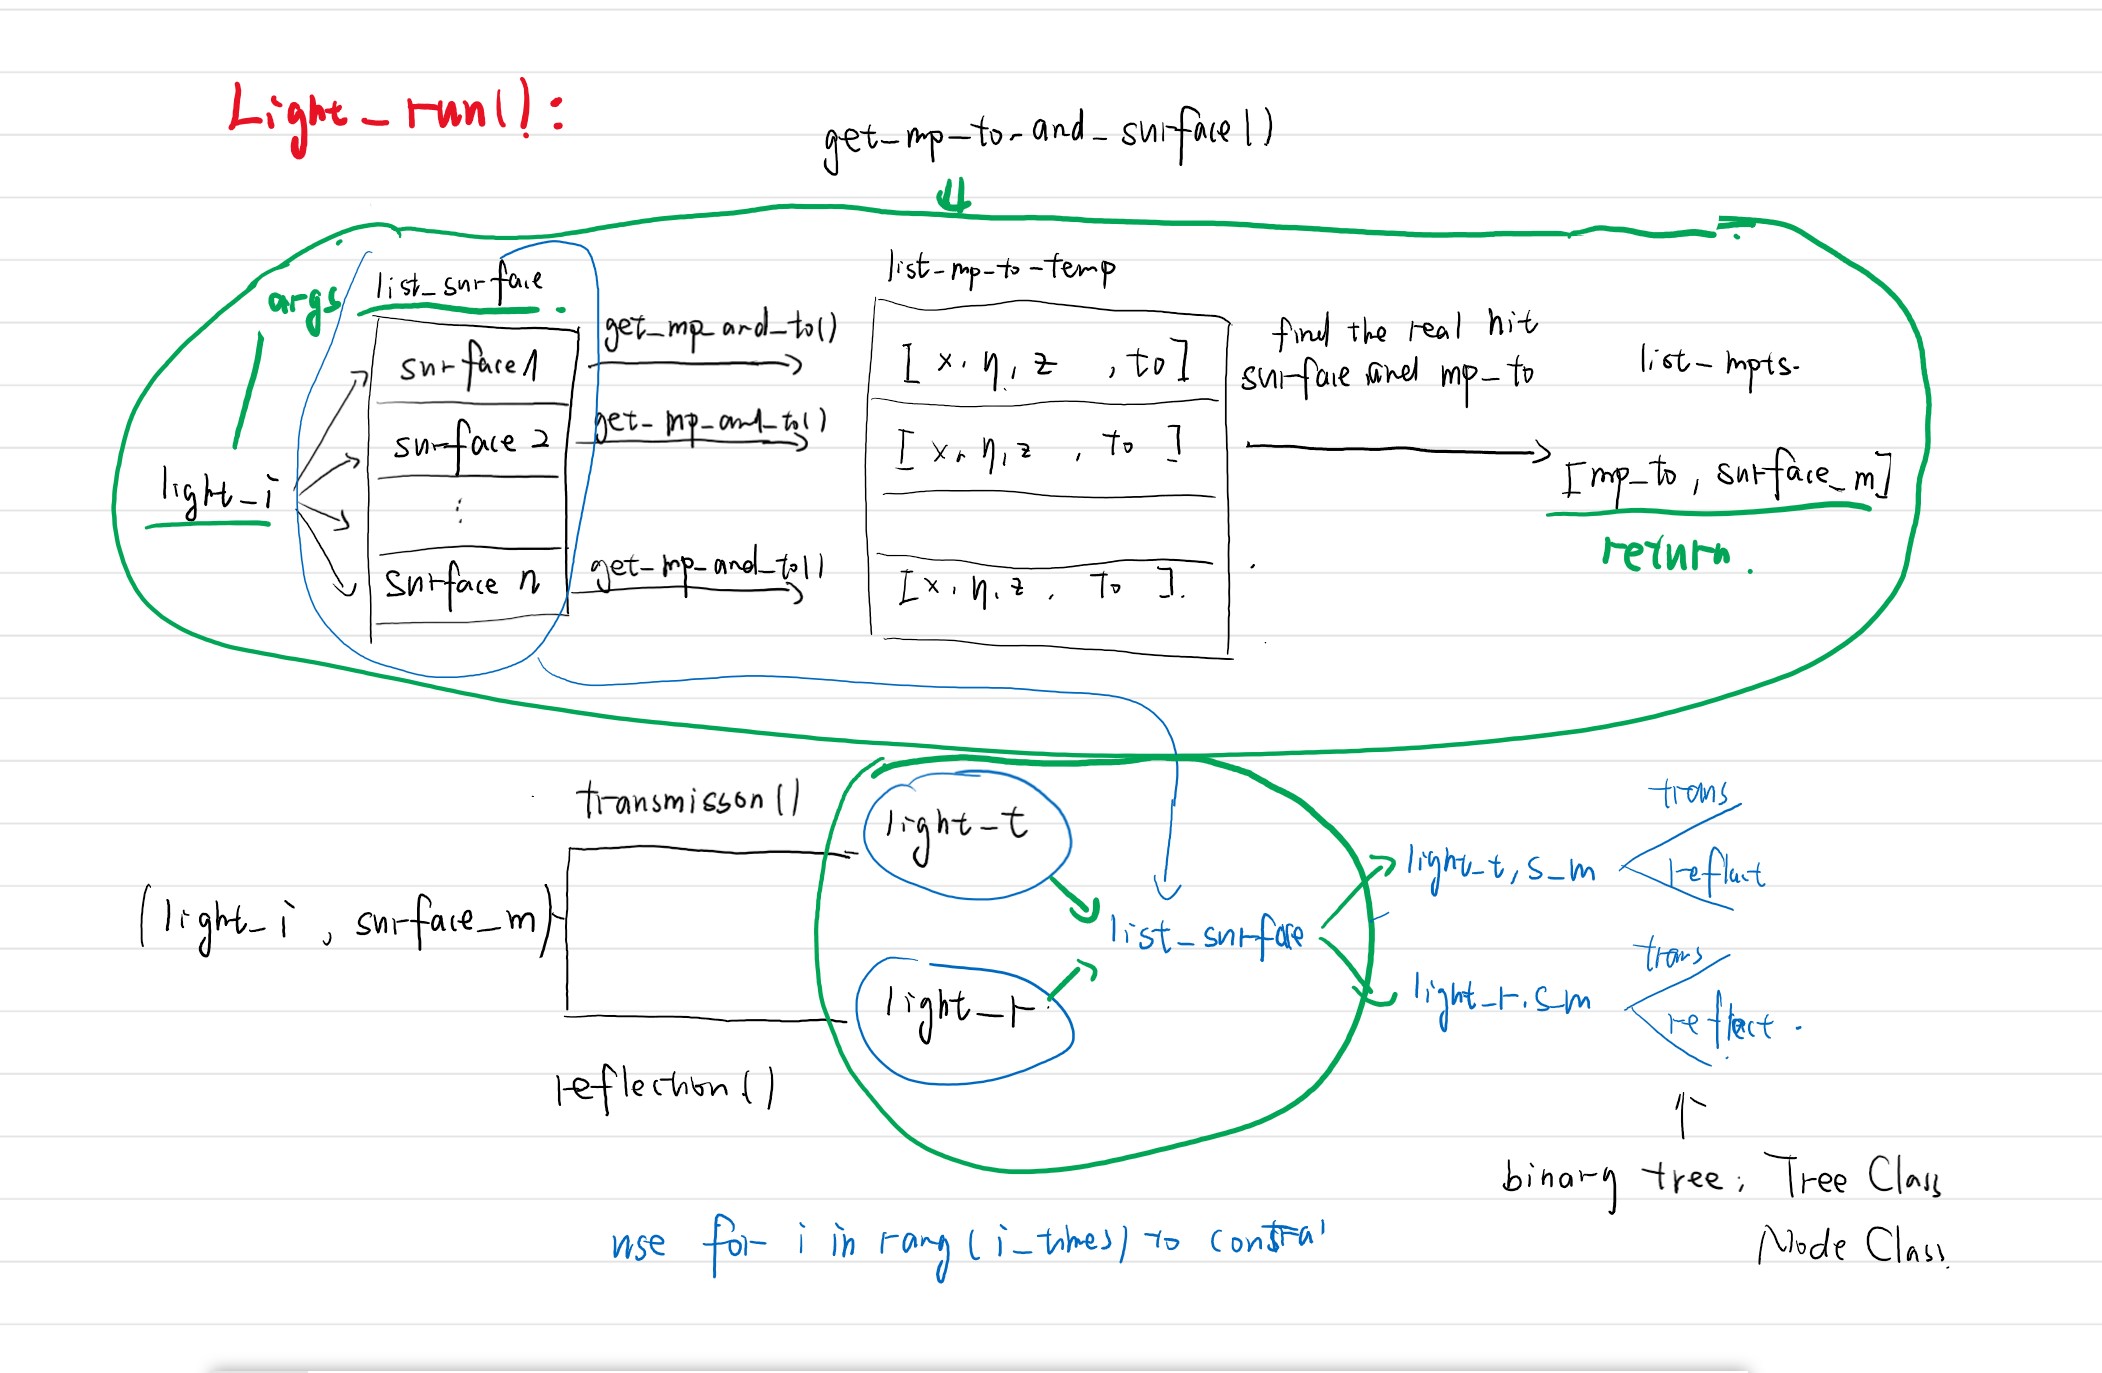 Light_run():
get_mp_to_and_surface()
args
list_surface
list_mp_to_temp
get_mp_and_to()
surface 1
[x, y, z , to]
find the real hit
surface and mp_to
list_mpts.
get_mp_and_to()
surface 2
[x, y, z , to]
light_i
⋮
[mp_to, surface_m]
return.
get_mp_and_to()
surface n
[x, y, z , to].
transmisson()
light_t
trans
light_t, s_m
reflect
(light_i, surface_m)
list_surface
trans
light_r, s_m
light_r
reflect.
reflection()
binary tree: Tree Class
Node Class.
use for i in rang (i_times) to